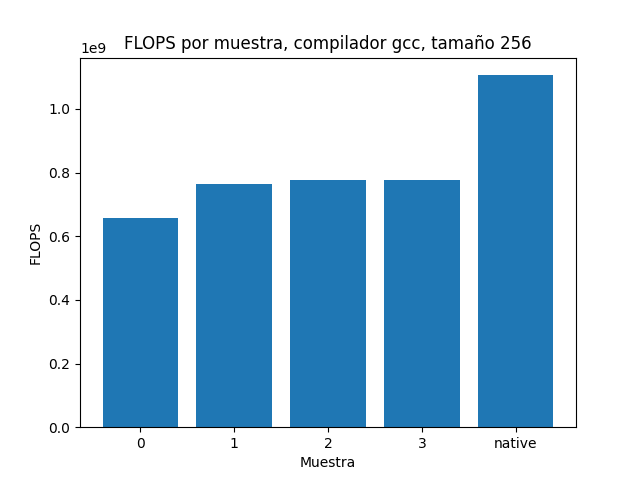 FLOPS por muestra, compilador gcc, tamaño 256
1e9
1.0
0.8
0.6
0.4
0.2
0.0
FLOPS
0 1 2 3 native
Muestra